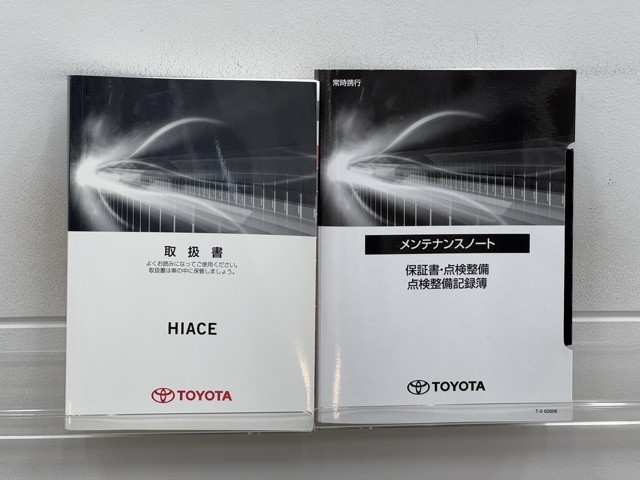 取扱書
よくお読みになってご使用ください。
取扱書は車の中に保管しましょう。
HIACE
TOYOTA
常時携行
メンテナンスノート
保証書・点検整備
点検整備記録簿
TOYOTA